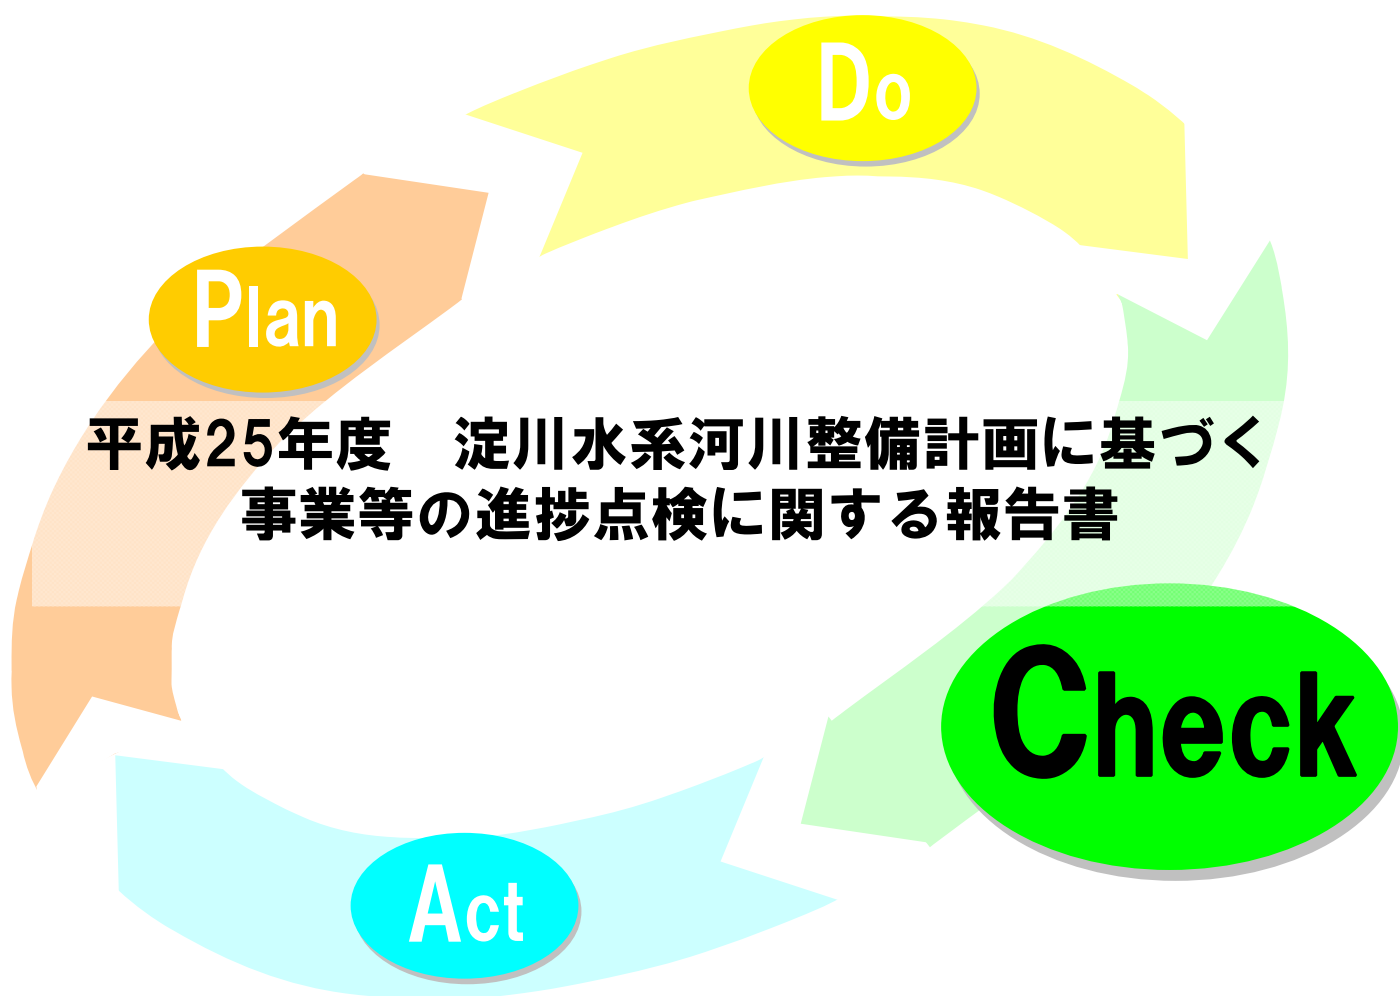 Do
Plan
平成25年度　淀川水系河川整備計画に基づく
事業等の進捗点検に関する報告書
Check
Act